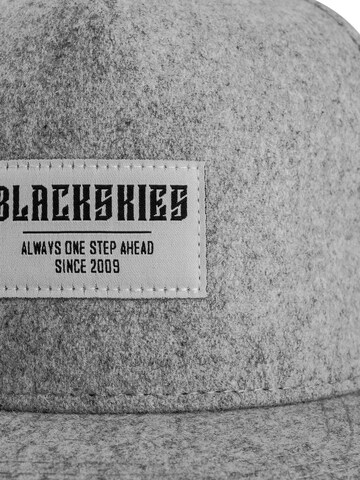 BLACKSKIES
ALWAYS ONE STEP AHEAD
SINCE 2009